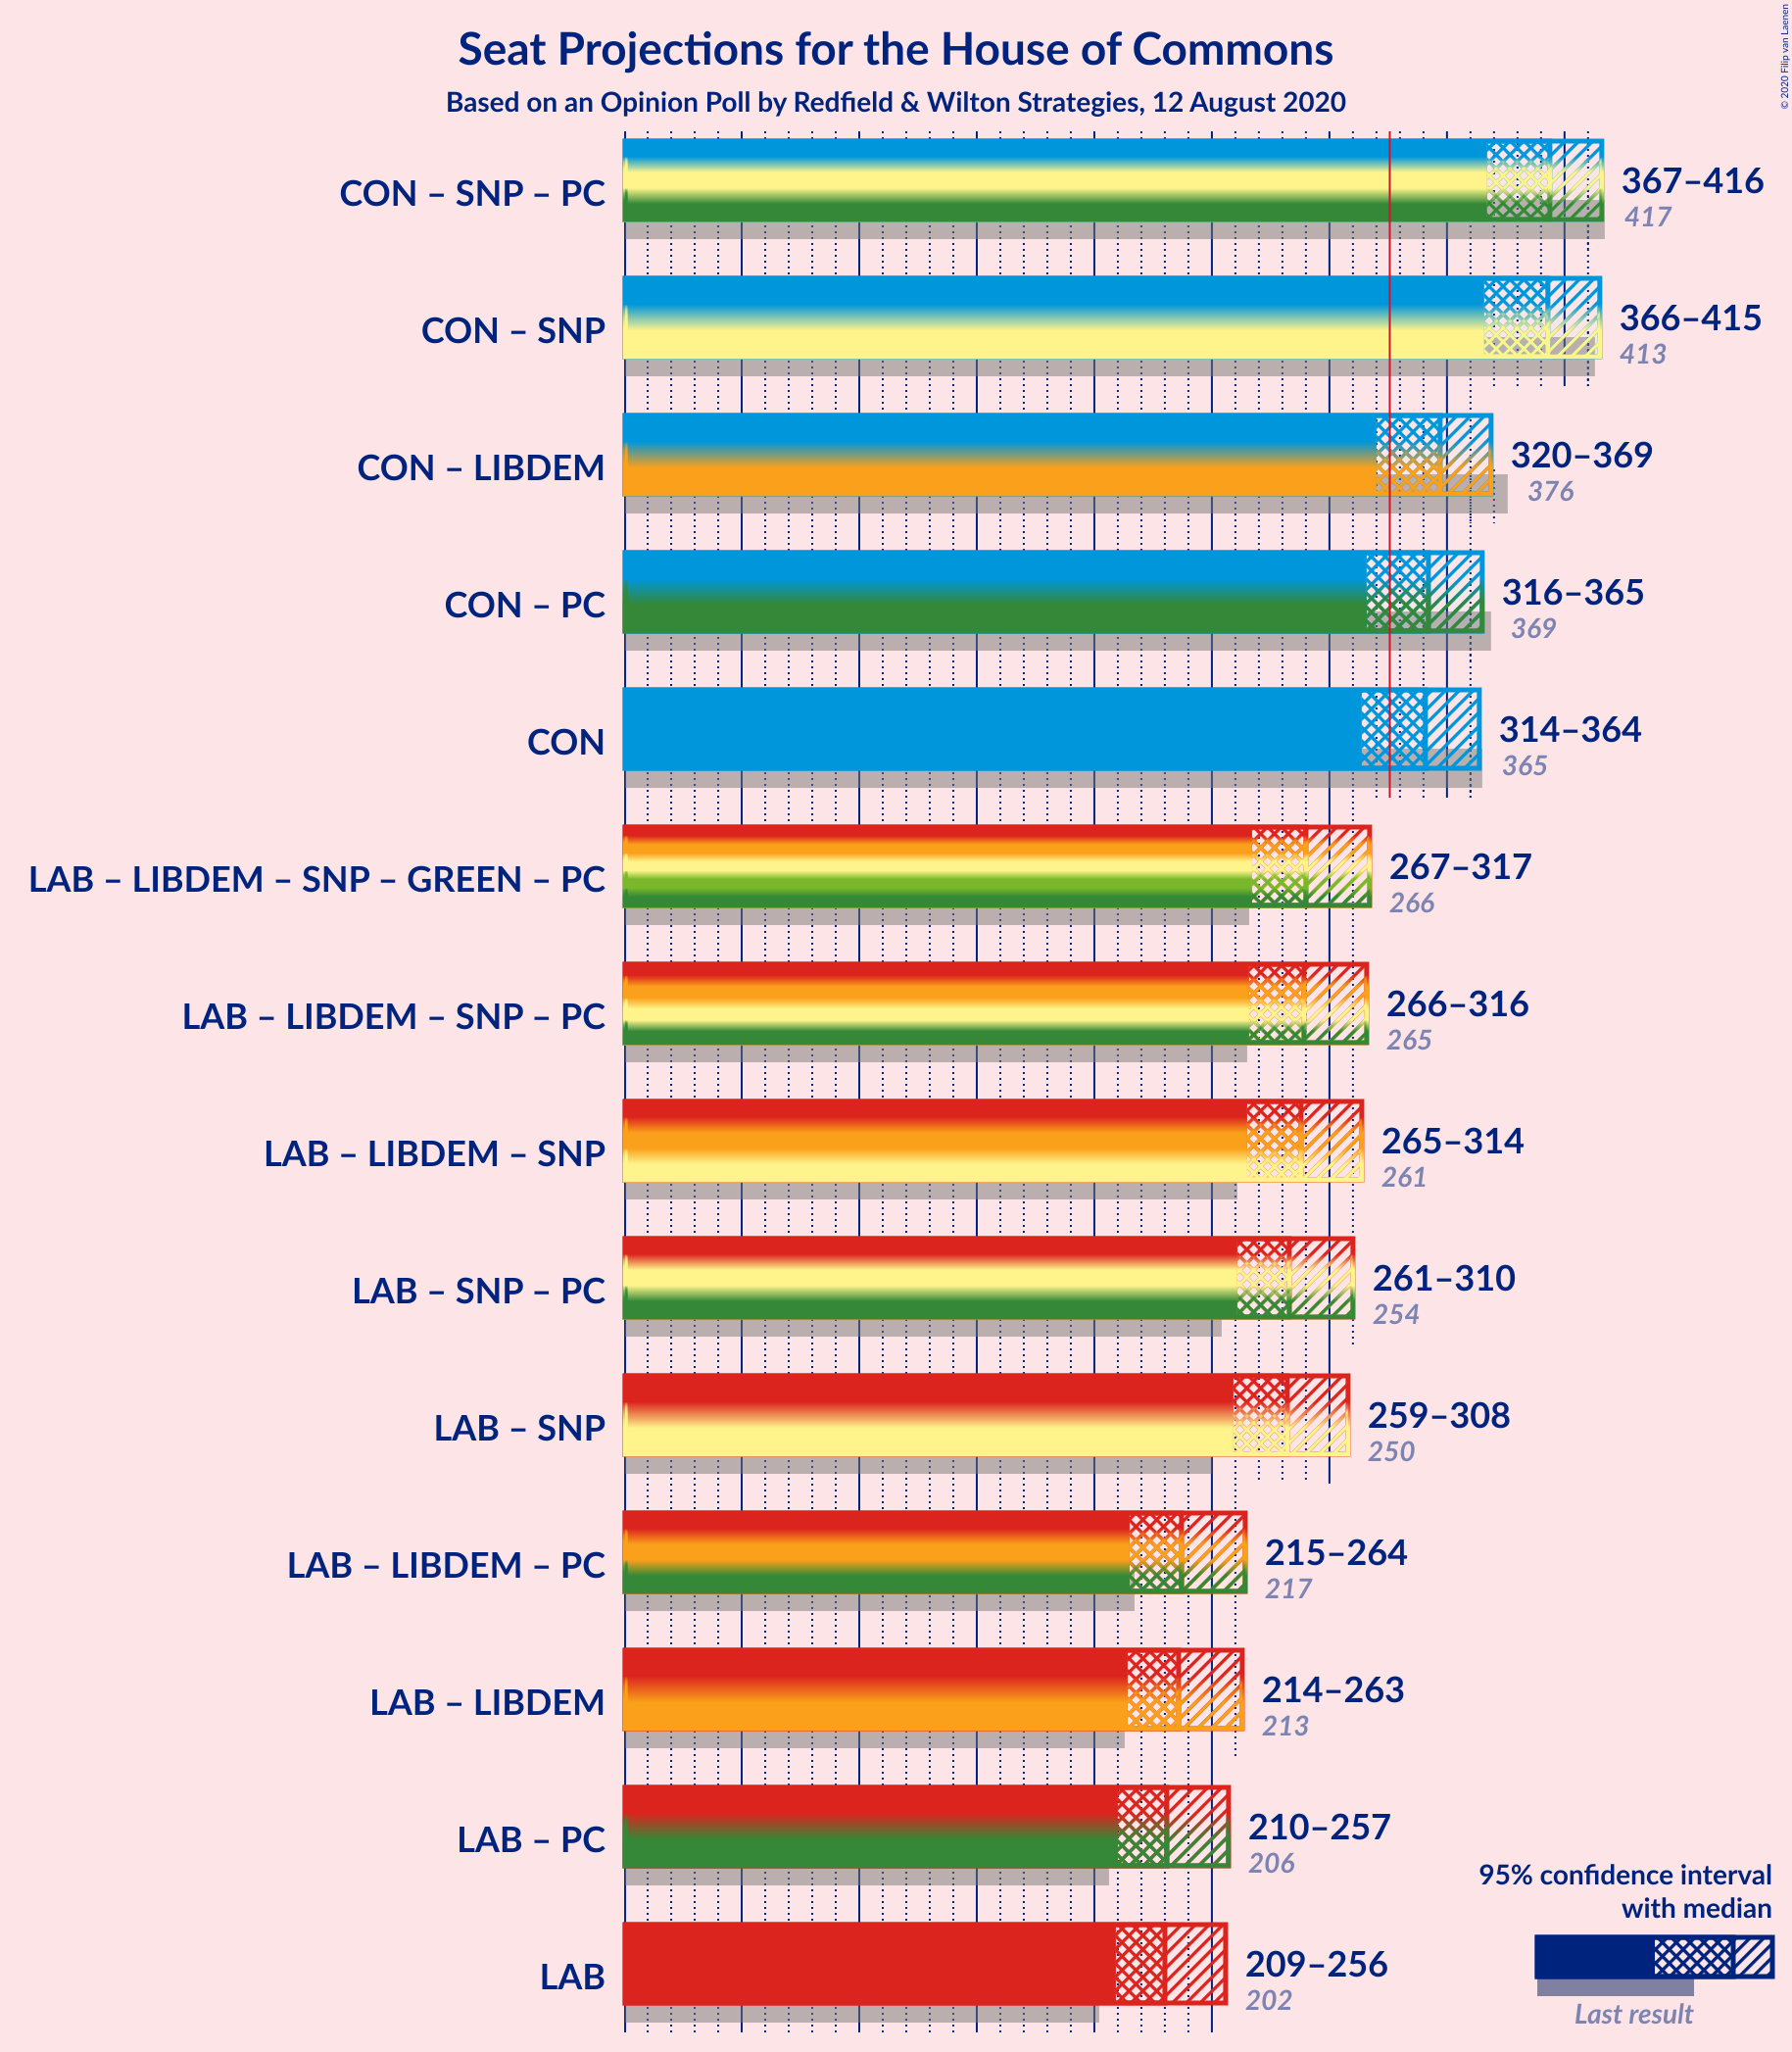 Seat Projections for the House of Commons
Based on an Opinion Poll by Redfield & Wilton Strategies, 12 August 2020
© 2020 Filip van Laenen
CON – SNP – PC
367–416
417
CON – SNP
366–415
413
CON – LIBDEM
320–369
376
CON – PC
316–365
369
CON
314–364
365
LAB – LIBDEM – SNP – GREEN – PC
267–317
266
LAB – LIBDEM – SNP – PC
266–316
265
LAB – LIBDEM – SNP
265–314
261
LAB – SNP – PC
261–310
254
LAB – SNP
259–308
250
LAB – LIBDEM – PC
215–264
217
LAB – LIBDEM
214–263
213
LAB – PC
210–257
206
LAB
209–256
202
95% confidence interval
with median
Last result